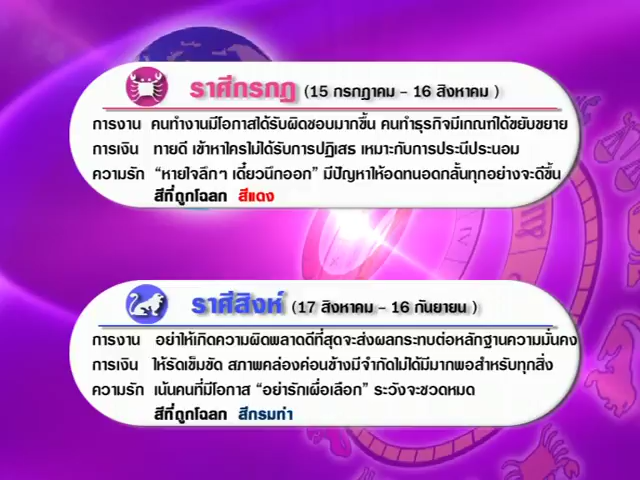 ราศีกรกฎ (15 กรกฎาคม - 16 สิงหาคม )
การงาน คนทำงานมีโอกาสได้รับผิดชอบมากขึ้น คนทำธุรกิจมีเกณฑ์ได้ขยับขยาย
การเงิน ทายดี เข้าหาใครไม่ได้รับการปฏิเสธ เหมาะกับการประนีประนอม
ความรัก “หายใจลึกๆ เดี๋ยวนึกออก” มีปัญหาให้อดทนอดกลั้นทุกอย่างจะดีขึ้น
สีที่ถูกโฉลก สีแดง
ราศีสิงห์ (17 สิงหาคม - 16 กันยายน )
การงาน อย่าให้เกิดความผิดพลาดดีที่สุดจะส่งผลกระทบต่อหลักฐานความมั่นคง
การเงิน ให้รัดเข็มขัด สภาพคล่องค่อนข้างมีจำกัดไม่ได้มีมากพอสำหรับทุกสิ่ง
ความรัก เน้นคนที่มีโอกาส “อย่ารักเผื่อเลือก” ระวังจะชวดหมด
สีที่ถูกโฉลก สีกรมท่า